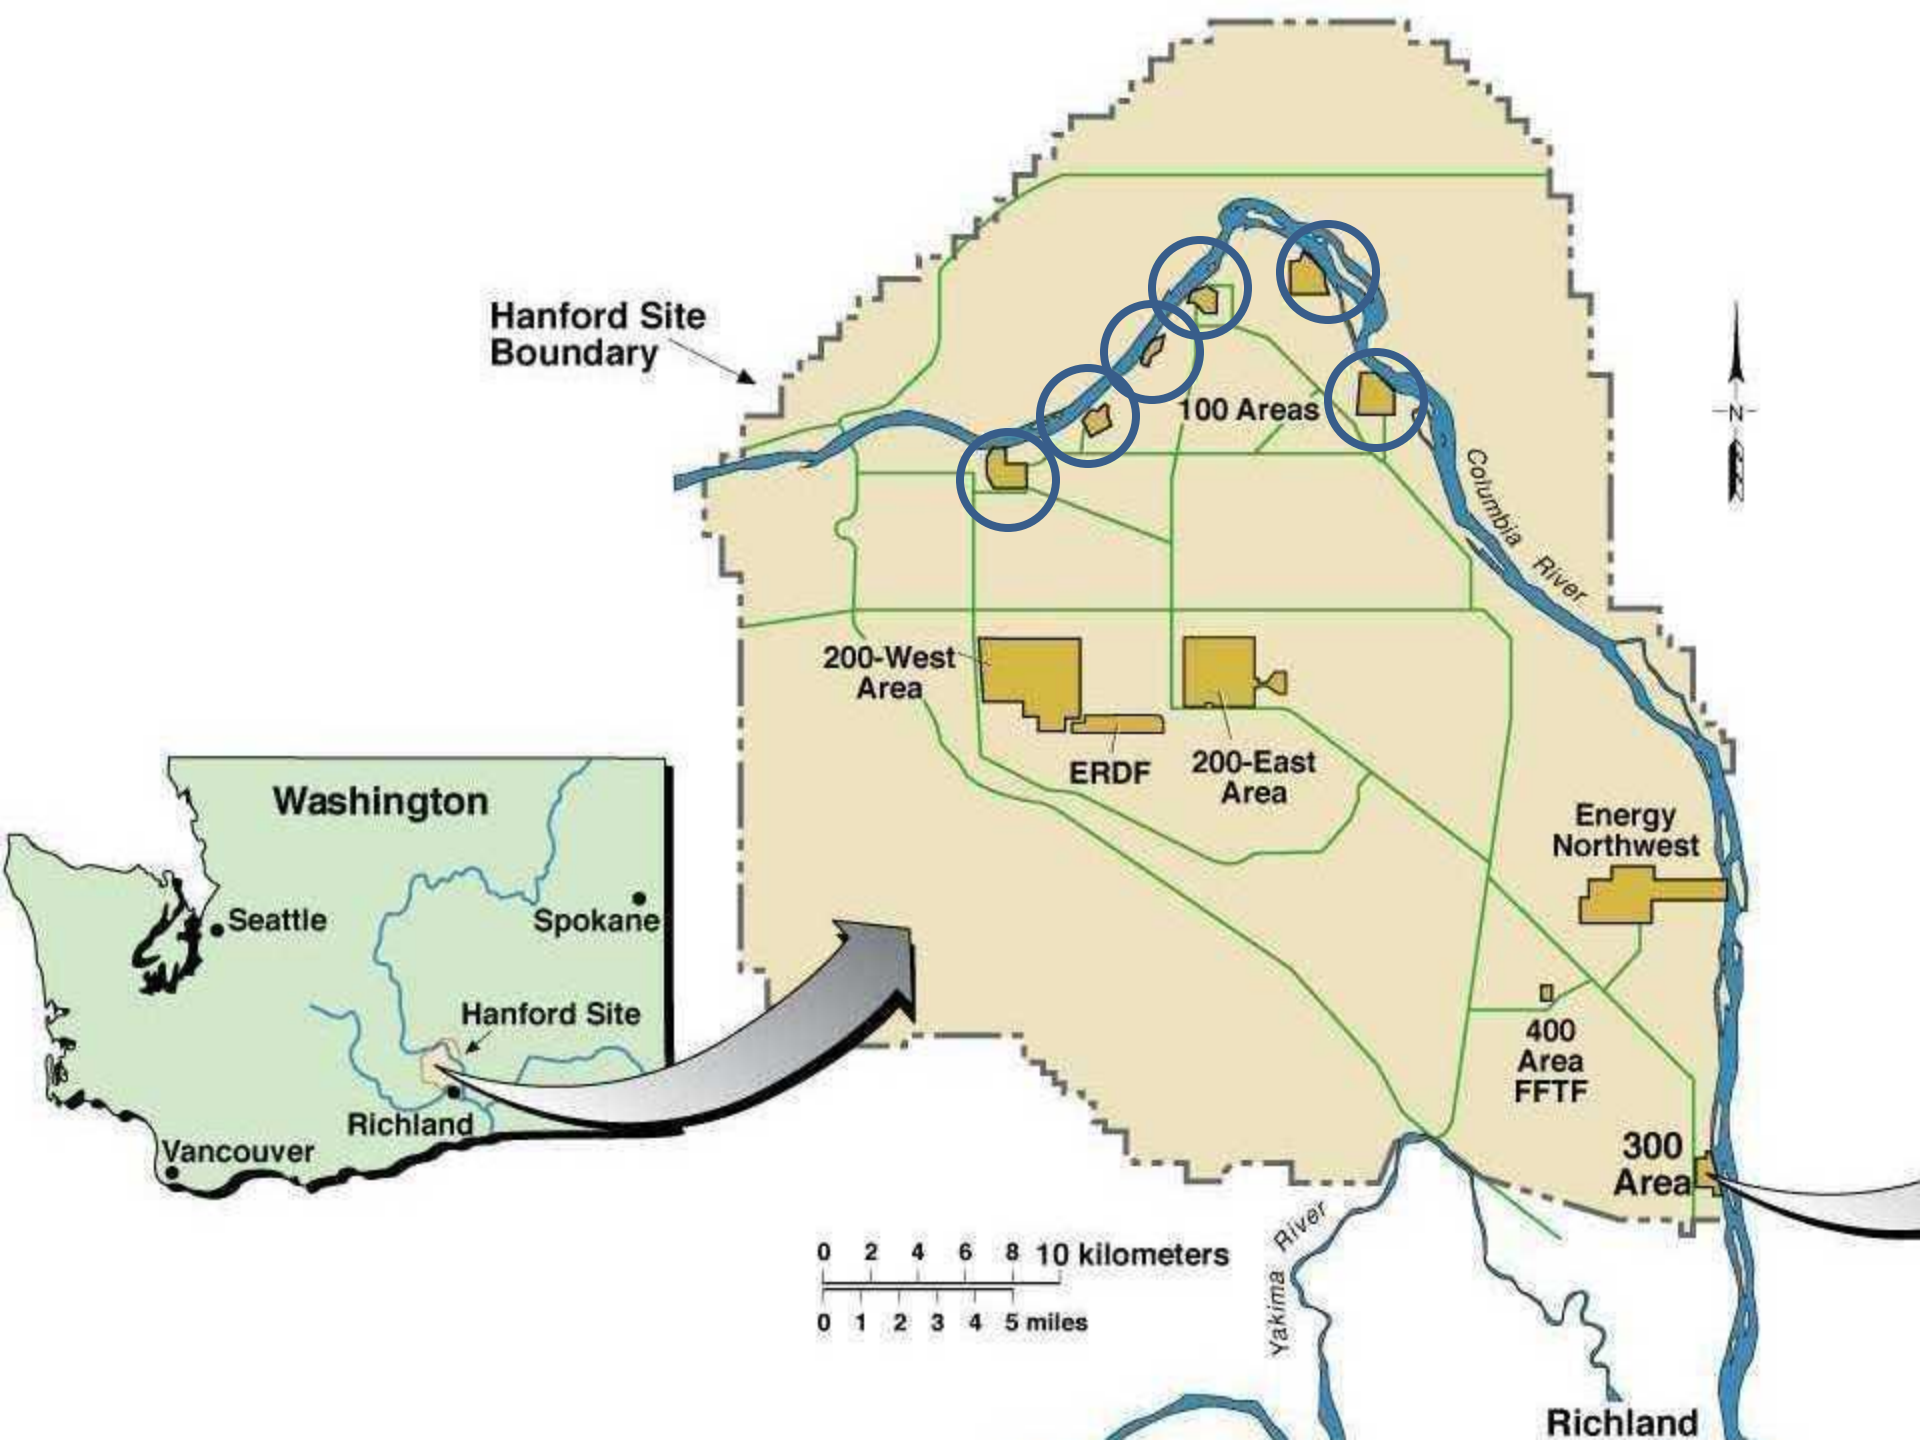 Hanford Site
Boundary
100 Areas
N
Columbia River
200-West
Area
ERDF
200-East
Area
Energy
Northwest
Washington
Seattle
Spokane
Hanford Site
Richland
Vancouver
400
Area
FFTF
300
Area
0 2 4 6 8 10 kilometers
0 1 2 3 4 5 miles
Yakima River
Richland